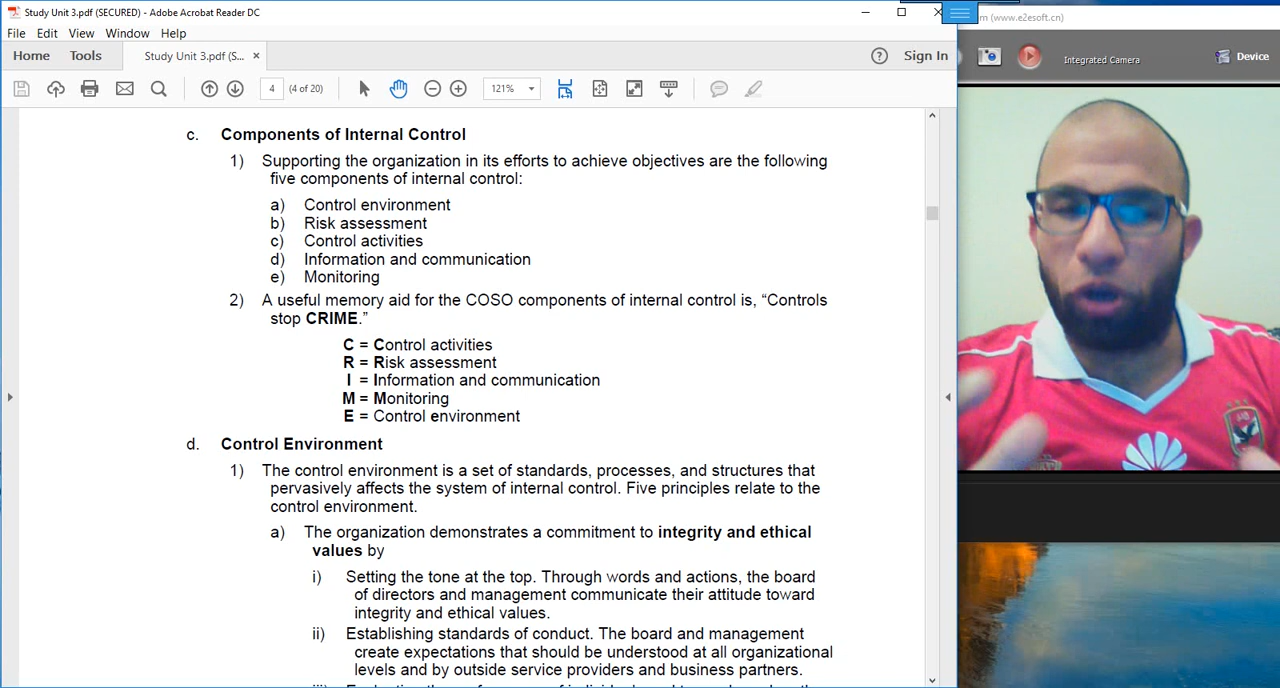 Study Unit 3.pdf (SECURED) - Adobe Acrobat Reader DC
m (www.e2esoft.cn)
File Edit View Window Help
Home Tools Study Unit 3.pdf (S... × Sign In
Integrated Camera Device
4 (4 of 20) 121%
c. Components of Internal Control
1) Supporting the organization in its efforts to achieve objectives are the following
five components of internal control:
a) Control environment
b) Risk assessment
c) Control activities
d) Information and communication
e) Monitoring
2) A useful memory aid for the COSO components of internal control is, “Controls
stop CRIME.”
C = Control activities
R = Risk assessment
I = Information and communication
M = Monitoring
E = Control environment
d. Control Environment
1) The control environment is a set of standards, processes, and structures that
pervasively affects the system of internal control. Five principles relate to the
control environment.
a) The organization demonstrates a commitment to integrity and ethical
values by
i) Setting the tone at the top. Through words and actions, the board
of directors and management communicate their attitude toward
integrity and ethical values.
ii) Establishing standards of conduct. The board and management
create expectations that should be understood at all organizational
levels and by outside service providers and business partners.